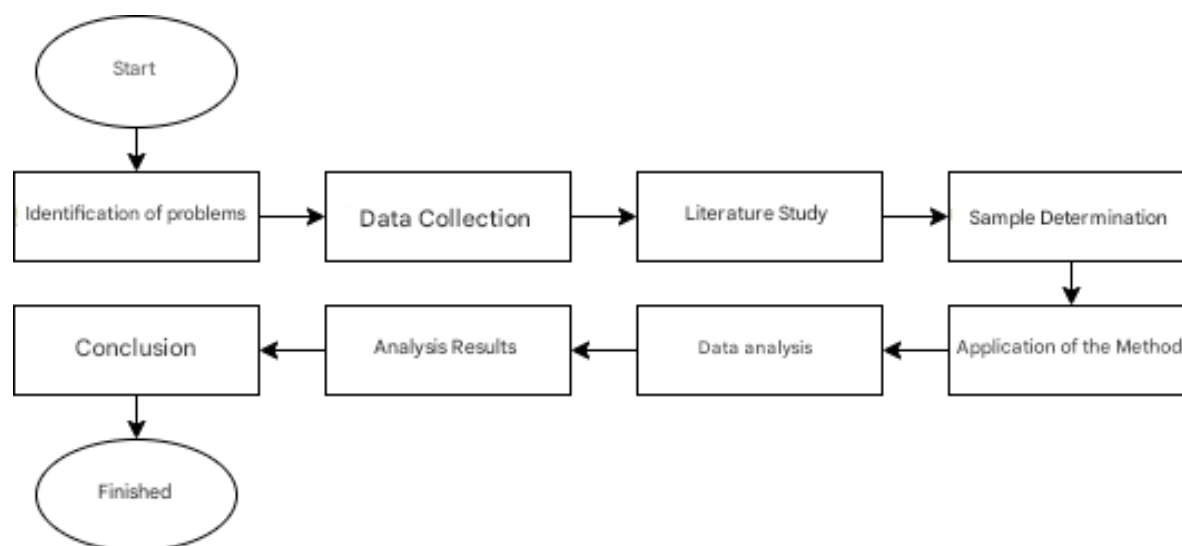 Start
Identification of problems
Data Collection
Literature Study
Sample Determination
Application of the Method
Data analysis
Analysis Results
Conclusion
Finished